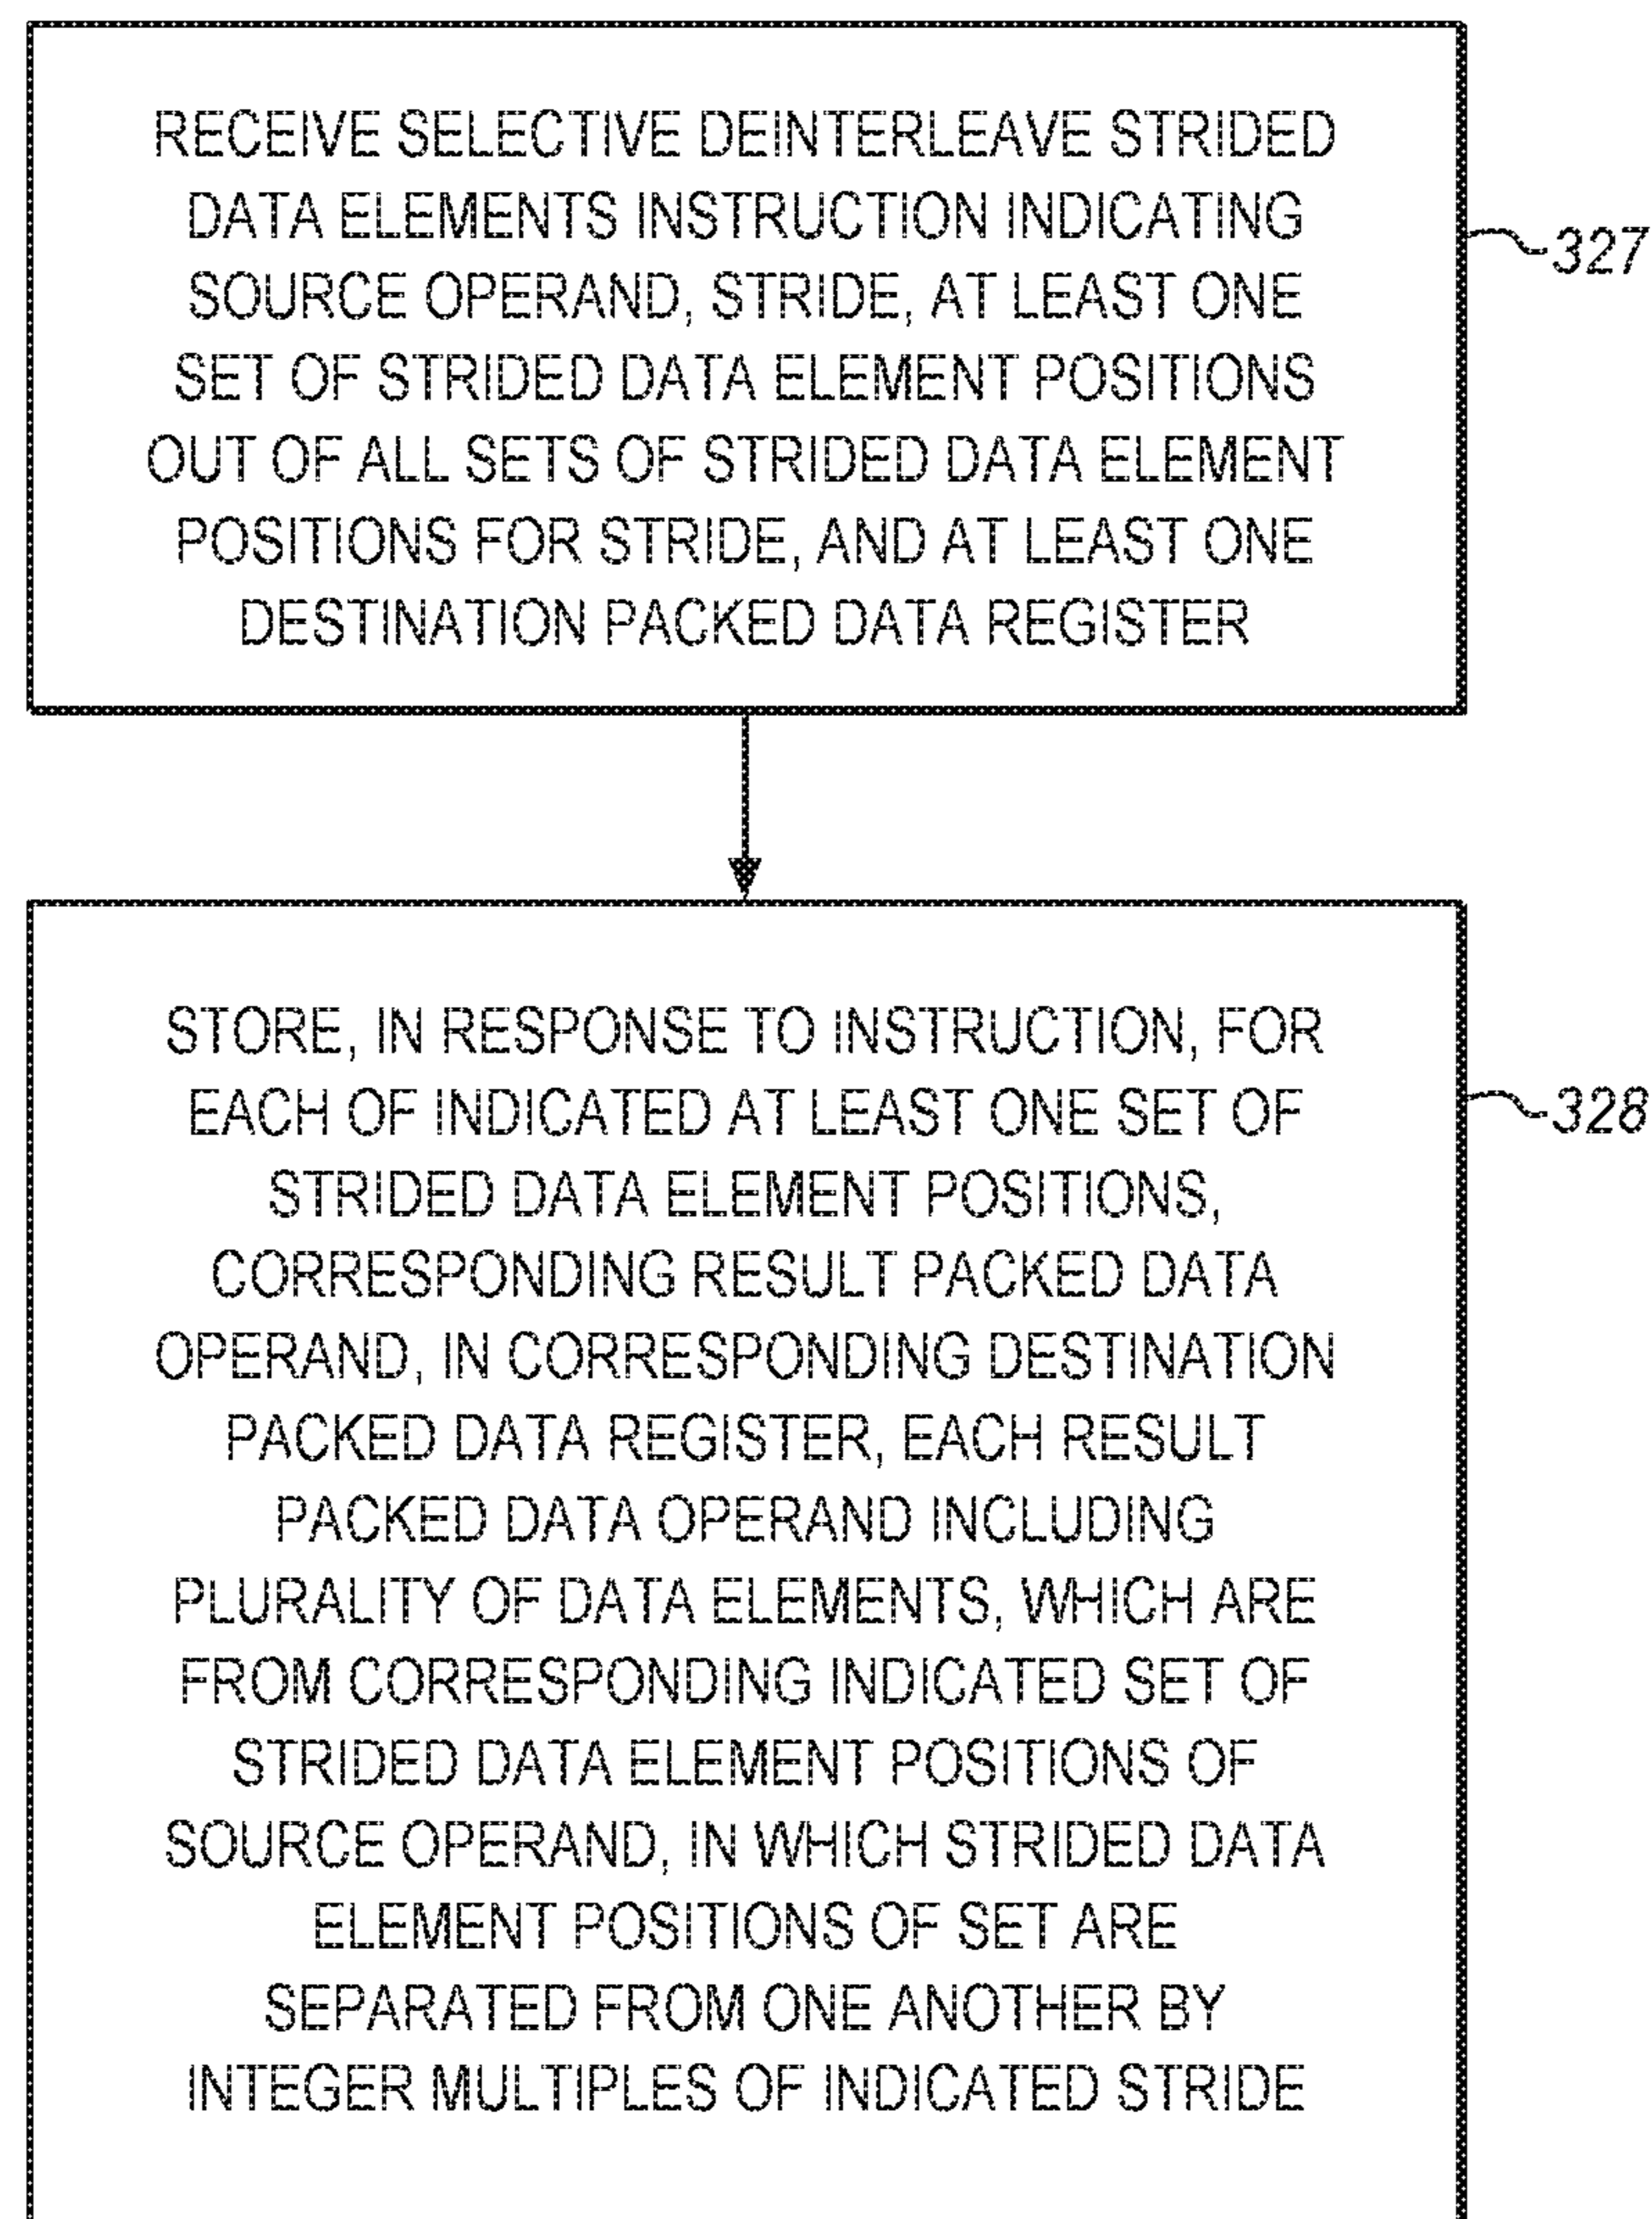 RECEIVE SELECTIVE DEINTERLEAVE STRIDED
DATA ELEMENTS INSTRUCTION INDICATING
SOURCE OPERAND, STRIDE, AT LEAST ONE
SET OF STRIDED DATA ELEMENT POSITIONS
OUT OF ALL SETS OF STRIDED DATA ELEMENT
POSITIONS FOR STRIDE, AND AT LEAST ONE
DESTINATION PACKED DATA REGISTER
327
STORE, IN RESPONSE TO INSTRUCTION, FOR
EACH OF INDICATED AT LEAST ONE SET OF
STRIDED DATA ELEMENT POSITIONS,
CORRESPONDING RESULT PACKED DATA
OPERAND, IN CORRESPONDING DESTINATION
PACKED DATA REGISTER, EACH RESULT
PACKED DATA OPERAND INCLUDING
PLURALITY OF DATA ELEMENTS, WHICH ARE
FROM CORRESPONDING INDICATED SET OF
STRIDED DATA ELEMENT POSITIONS OF
SOURCE OPERAND, IN WHICH STRIDED DATA
ELEMENT POSITIONS OF SET ARE
SEPARATED FROM ONE ANOTHER BY
INTEGER MULTIPLES OF INDICATED STRIDE
328